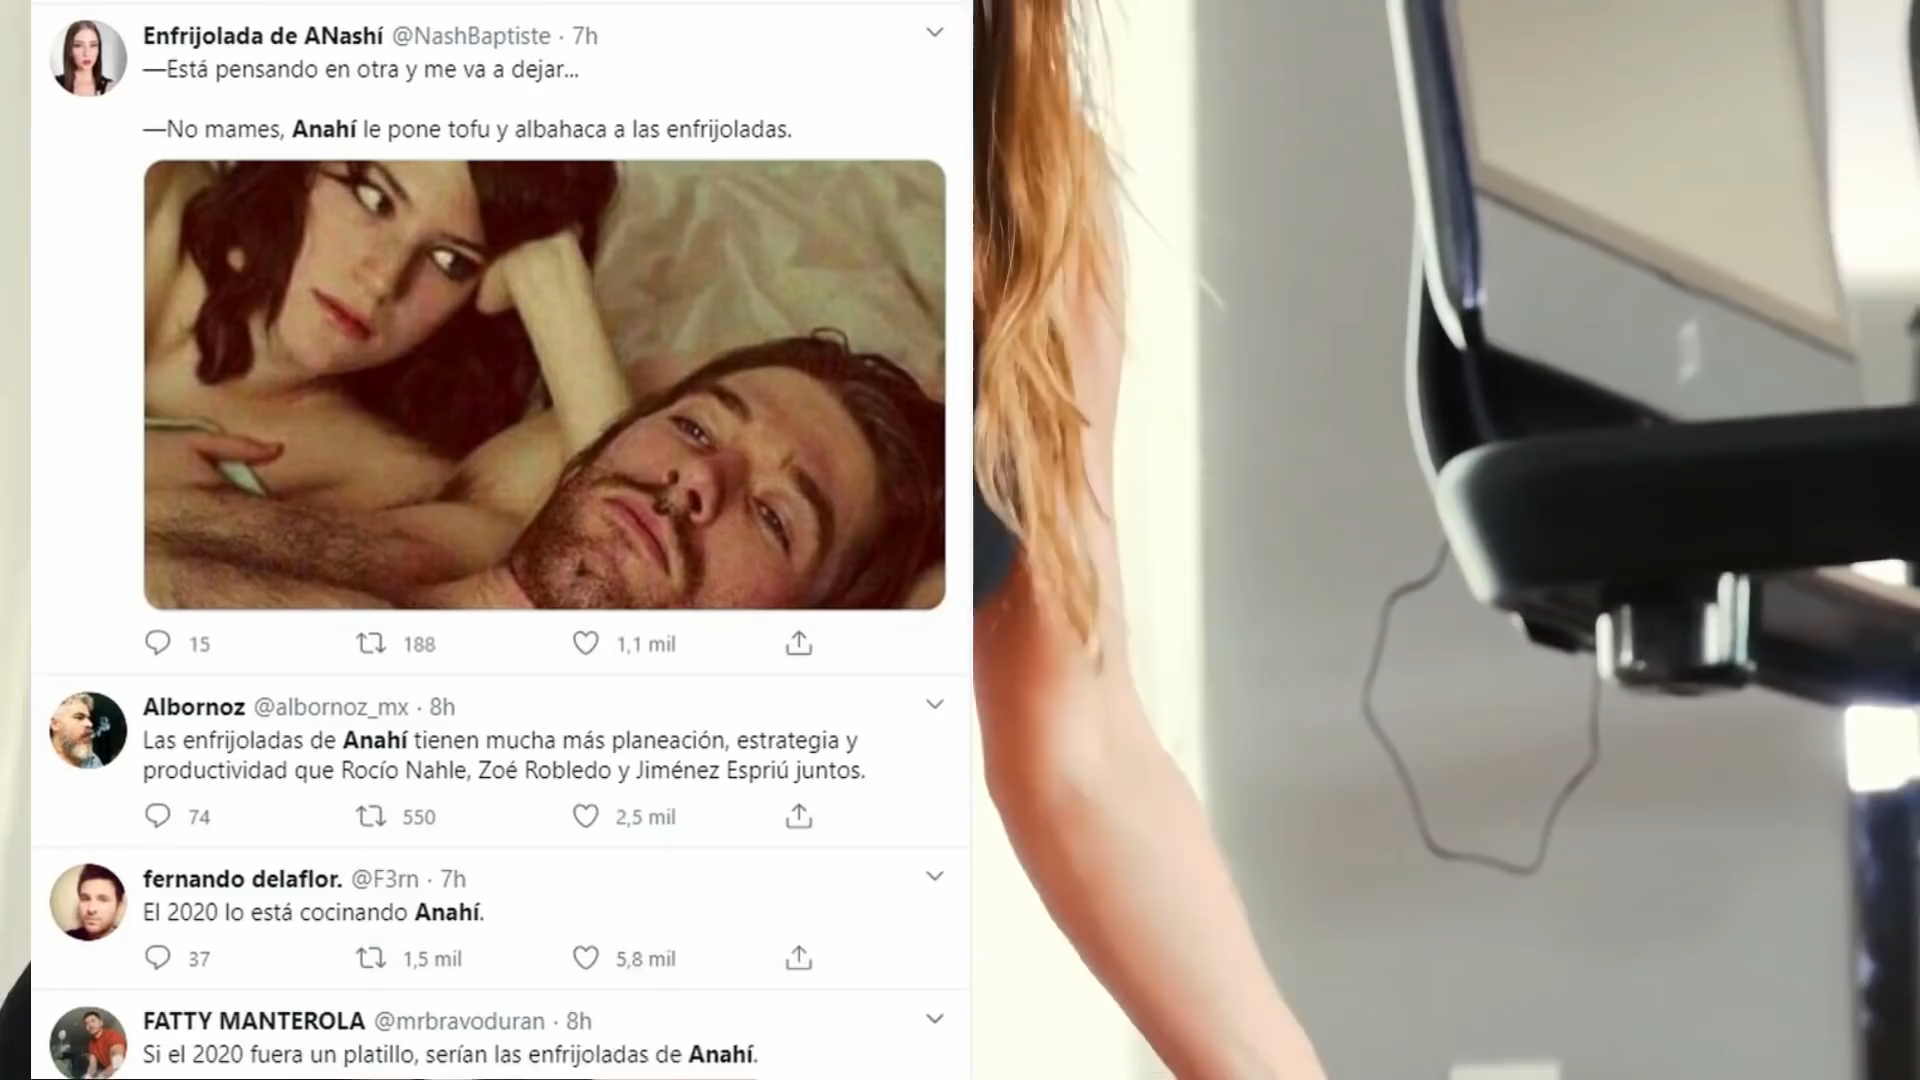 Enfrijolada de ANashí @NashBaptiste · 7h
—Está pensando en otra y me va a dejar...
—No mames, Anahí le pone tofu y albahaca a las enfrijoladas.
15 188 1,1 mil
Albornoz @albornoz_mx · 8h
Las enfrijoladas de Anahí tienen mucha más planeación, estrategia y
productividad que Rocío Nahle, Zoé Robledo y Jiménez Espriú juntos.
74 550 2,5 mil
fernando delaflor. @F3rn · 7h
El 2020 lo está cocinando Anahí.
37 1,5 mil 5,8 mil
FATTY MANTEROLA @mrbravoduran · 8h
Si el 2020 fuera un platillo, serían las enfrijoladas de Anahí.